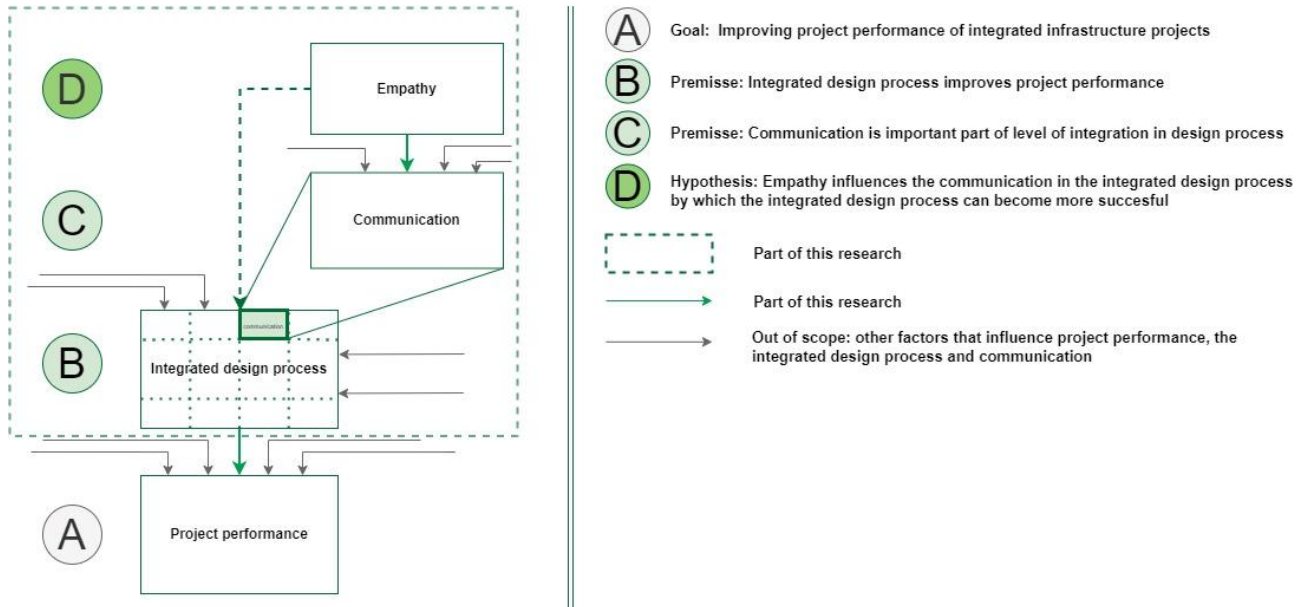 D
Empathy
C
Communication
communication
B
Integrated design process
A
Project performance
A
Goal: Improving project performance of integrated infrastructure projects
B
Premisse: Integrated design process improves project performance
C
Premisse: Communication is important part of level of integration in design process
D
Hypothesis: Empathy influences the communication in the integrated design process
by which the integrated design process can become more succesful
Part of this research
Part of this research
Out of scope: other factors that influence project performance, the
integrated design process and communication